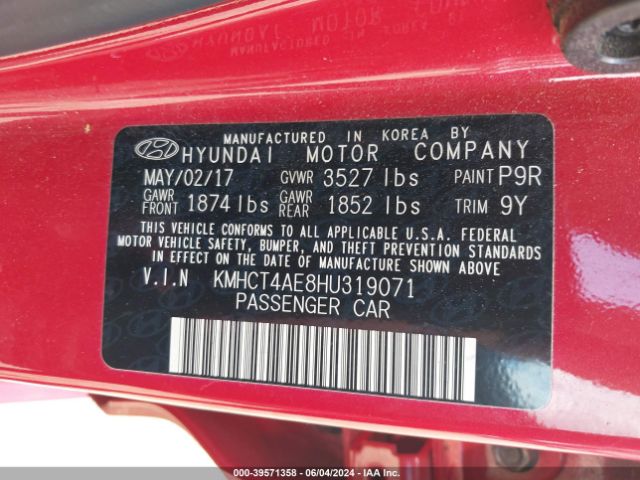 MANUFACTURED IN KOREA BY
HYUNDAI MOTOR COMPANY
MAY/02/17 GVWR 3527 lbs PAINT P9R
GAWR FRONT 1874 lbs GAWR REAR 1852 lbs TRIM 9Y
THIS VEHICLE CONFORMS TO ALL APPLICABLE U.S.A. FEDERAL
MOTOR VEHICLE SAFETY, BUMPER, AND THEFT PREVENTION STANDARDS
IN EFFECT ON THE DATE OF MANUFACTURE SHOWN ABOVE
V.I.N KMHCT4AE8HU319071
PASSENGER CAR
000-39571358 - 06/04/2024 - IAA Inc.